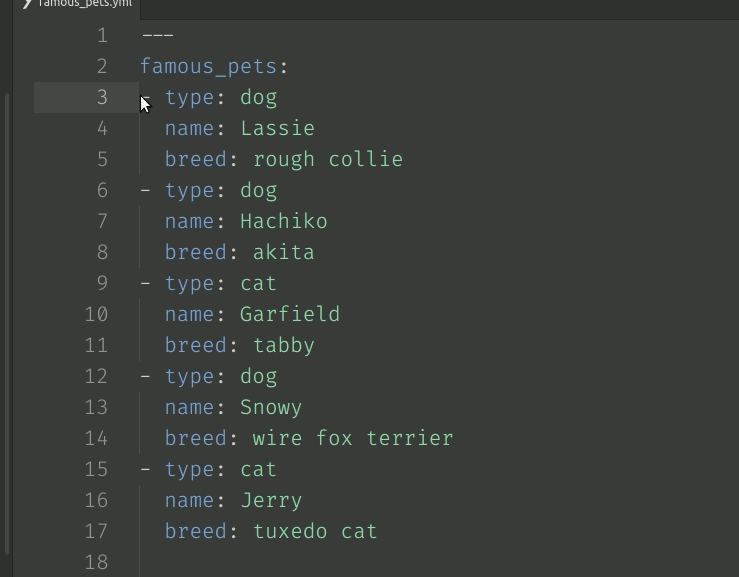 famous_pets.yml
1 ---
2 famous_pets:
3 - type: dog
4   name: Lassie
5   breed: rough collie
6 - type: dog
7   name: Hachiko
8   breed: akita
9 - type: cat
10   name: Garfield
11   breed: tabby
12 - type: dog
13   name: Snowy
14   breed: wire fox terrier
15 - type: cat
16   name: Jerry
17   breed: tuxedo cat
18